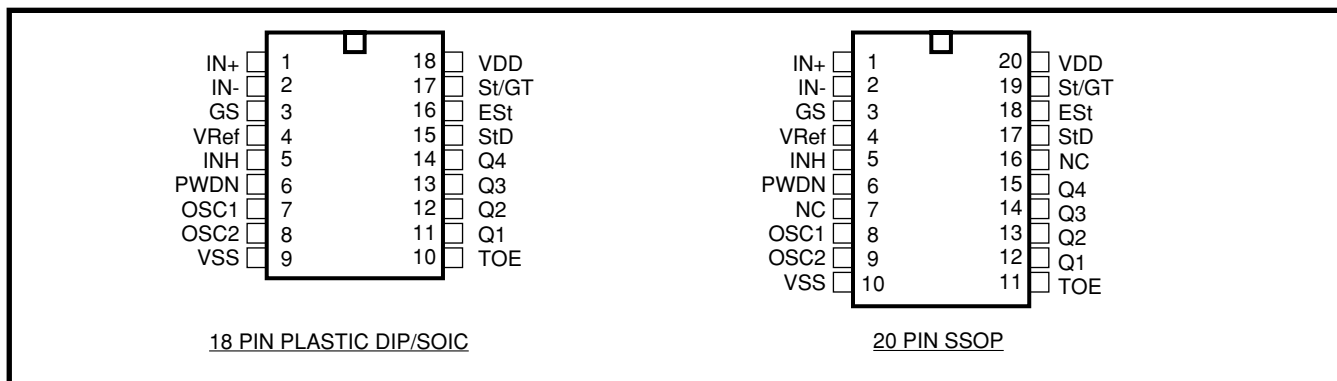 IN+ 1 18 VDD
IN- 2 17 St/GT
GS 3 16 ESt
VRef 4 15 StD
INH 5 14 Q4
PWDN 6 13 Q3
OSC1 7 12 Q2
OSC2 8 11 Q1
VSS 9 10 TOE
18 PIN PLASTIC DIP/SOIC
IN+ 1 20 VDD
IN- 2 19 St/GT
GS 3 18 ESt
VRef 4 17 StD
INH 5 16 NC
PWDN 6 15 Q4
NC 7 14 Q3
OSC1 8 13 Q2
OSC2 9 12 Q1
VSS 10 11 TOE
20 PIN SSOP